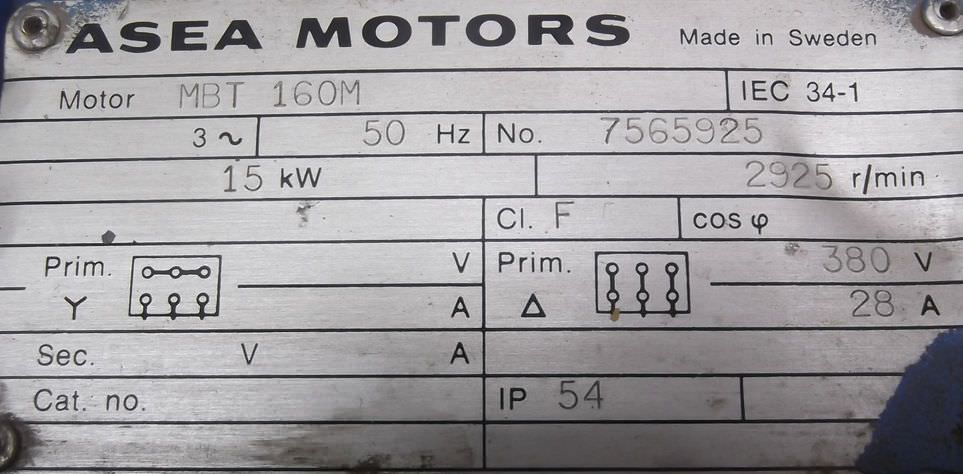 ASEA MOTORS Made in Sweden
Motor MBT 160M IEC 34-1
3 ~ 50 Hz No. 7565925
15 kW 2925 r/min
Cl. F cos φ
Prim. V Prim. 380 V
Y A Δ 28 A
Sec. V A
Cat. no. IP 54